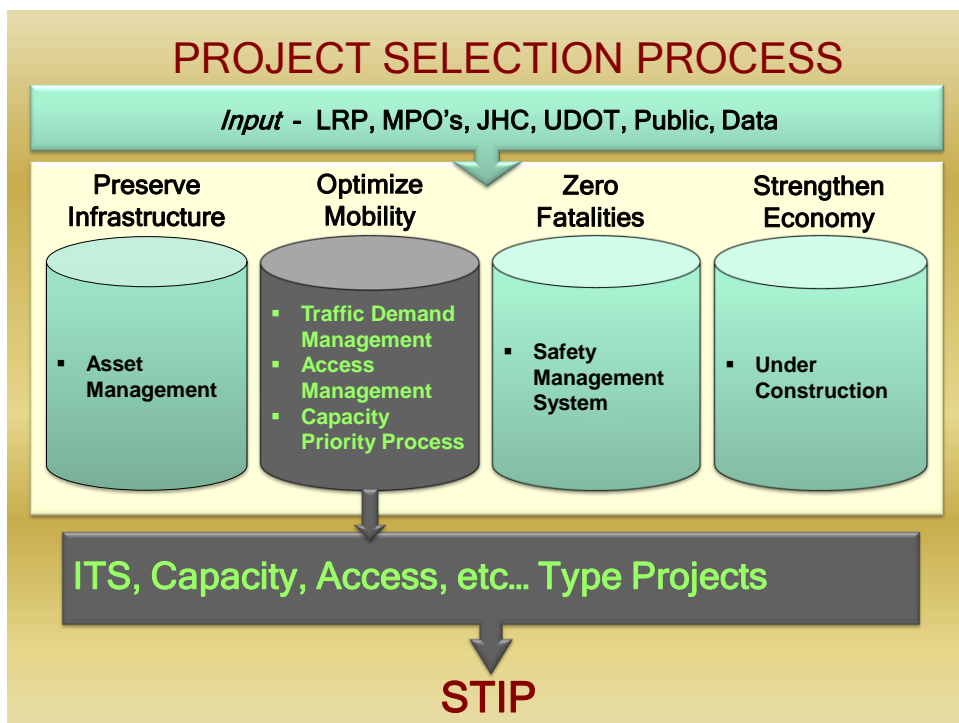 PROJECT SELECTION PROCESS
Input - LRP, MPO's, JHC, UDOT, Public, Data
Preserve
Infrastructure
Optimize
Mobility
Zero
Fatalities
Strengthen
Economy
▪ Asset
Management
▪ Traffic Demand
Management
▪ Access
Management
▪ Capacity
Priority Process
▪ Safety
Management
System
▪ Under
Construction
ITS, Capacity, Access, etc… Type Projects
STIP